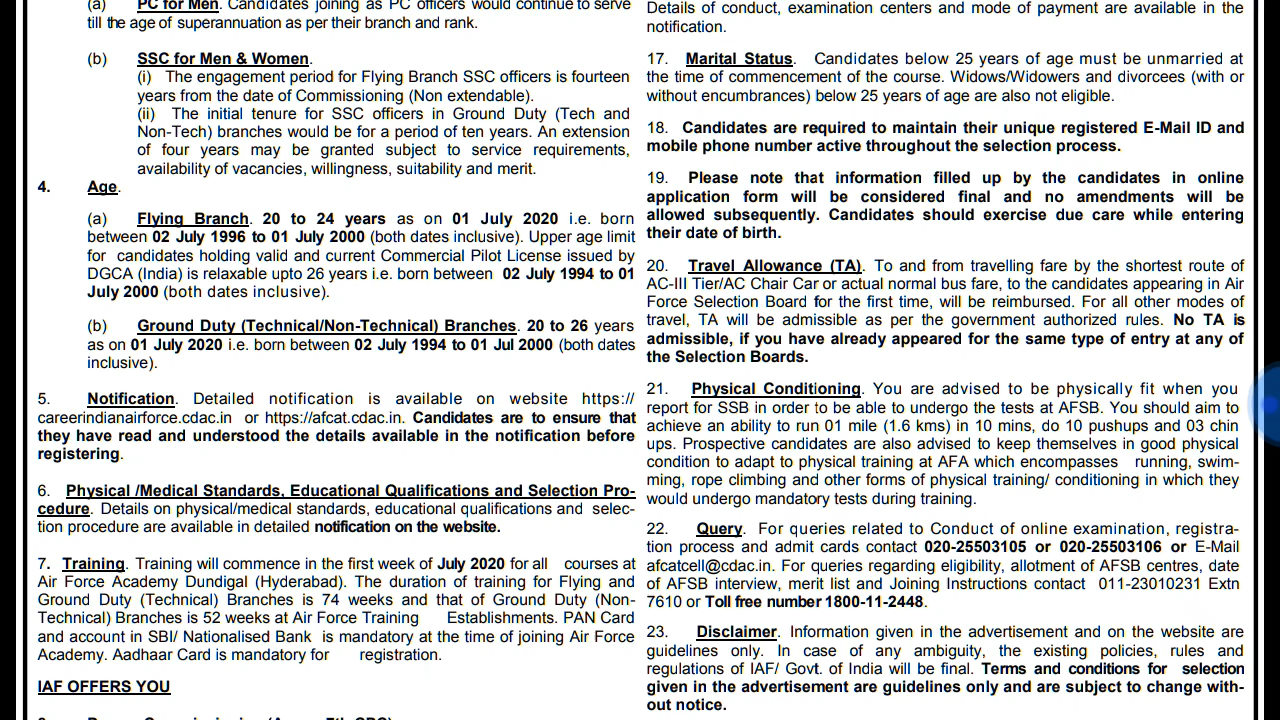 (a) PC for Men. Candidates joining as PC officers would continue to serve
till the age of superannuation as per their branch and rank.
(b) SSC for Men & Women.
(i) The engagement period for Flying Branch SSC officers is fourteen
years from the date of Commissioning (Non extendable).
(ii) The initial tenure for SSC officers in Ground Duty (Tech and
Non-Tech) branches would be for a period of ten years. An extension
of four years may be granted subject to service requirements,
availability of vacancies, willingness, suitability and merit.
4. Age.
(a) Flying Branch. 20 to 24 years as on 01 July 2020 i.e. born
between 02 July 1996 to 01 July 2000 (both dates inclusive). Upper age limit
for candidates holding valid and current Commercial Pilot License issued by
DGCA (India) is relaxable upto 26 years i.e. born between 02 July 1994 to 01
July 2000 (both dates inclusive).
(b) Ground Duty (Technical/Non-Technical) Branches. 20 to 26 years
as on 01 July 2020 i.e. born between 02 July 1994 to 01 Jul 2000 (both dates
inclusive).
5. Notification. Detailed notification is available on website https://
careerindianairforce.cdac.in or https://afcat.cdac.in. Candidates are to ensure that
they have read and understood the details available in the notification before
registering.
6. Physical /Medical Standards, Educational Qualifications and Selection Pro-
cedure. Details on physical/medical standards, educational qualifications and selec-
tion procedure are available in detailed notification on the website.
7. Training. Training will commence in the first week of July 2020 for all courses at
Air Force Academy Dundigal (Hyderabad). The duration of training for Flying and
Ground Duty (Technical) Branches is 74 weeks and that of Ground Duty (Non-
Technical) Branches is 52 weeks at Air Force Training Establishments. PAN Card
and account in SBI/ Nationalised Bank is mandatory at the time of joining Air Force
Academy. Aadhaar Card is mandatory for registration.
IAF OFFERS YOU
Details of conduct, examination centers and mode of payment are available in the
notification.
17. Marital Status. Candidates below 25 years of age must be unmarried at
the time of commencement of the course. Widows/Widowers and divorcees (with or
without encumbrances) below 25 years of age are also not eligible.
18. Candidates are required to maintain their unique registered E-Mail ID and
mobile phone number active throughout the selection process.
19. Please note that information filled up by the candidates in online
application form will be considered final and no amendments will be
allowed subsequently. Candidates should exercise due care while entering
their date of birth.
20. Travel Allowance (TA). To and from travelling fare by the shortest route of
AC-III Tier/AC Chair Car or actual normal bus fare, to the candidates appearing in Air
Force Selection Board for the first time, will be reimbursed. For all other modes of
travel, TA will be admissible as per the government authorized rules. No TA is
admissible, if you have already appeared for the same type of entry at any of
the Selection Boards.
21. Physical Conditioning. You are advised to be physically fit when you
report for SSB in order to be able to undergo the tests at AFSB. You should aim to
achieve an ability to run 01 mile (1.6 kms) in 10 mins, do 10 pushups and 03 chin
ups. Prospective candidates are also advised to keep themselves in good physical
condition to adapt to physical training at AFA which encompasses running, swim-
ming, rope climbing and other forms of physical training/ conditioning in which they
would undergo mandatory tests during training.
22. Query. For queries related to Conduct of online examination, registra-
tion process and admit cards contact 020-25503105 or 020-25503106 or E-Mail
afcatcell@cdac.in. For queries regarding eligibility, allotment of AFSB centres, date
of AFSB interview, merit list and Joining Instructions contact 011-23010231 Extn
7610 or Toll free number 1800-11-2448.
23. Disclaimer. Information given in the advertisement and on the website are
guidelines only. In case of any ambiguity, the existing policies, rules and
regulations of IAF/ Govt. of India will be final. Terms and conditions for selection
given in the advertisement are guidelines only and are subject to change with-
out notice.